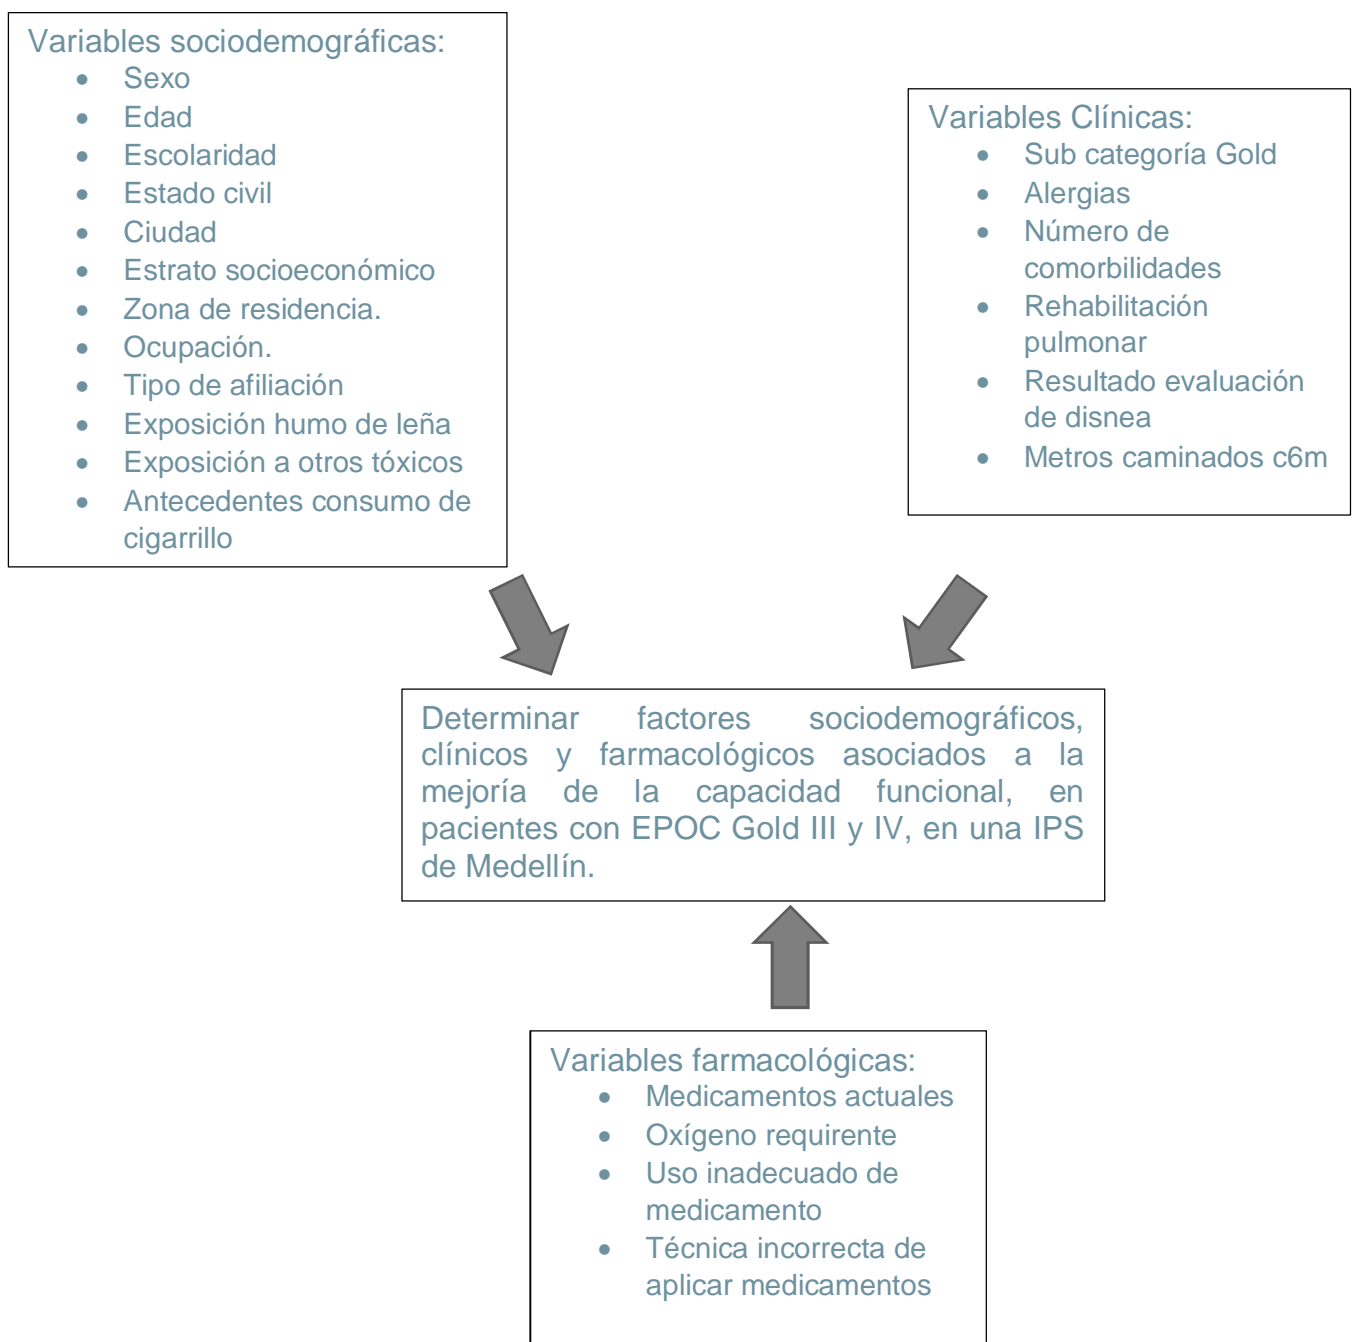 Variables sociodemográficas:
• Sexo
• Edad
• Escolaridad
• Estado civil
• Ciudad
• Estrato socioeconómico
• Zona de residencia.
• Ocupación.
• Tipo de afiliación
• Exposición humo de leña
• Exposición a otros tóxicos
• Antecedentes consumo de
cigarrillo
Variables Clínicas:
• Sub categoría Gold
• Alergias
• Número de
comorbilidades
• Rehabilitación
pulmonar
• Resultado evaluación
de disnea
• Metros caminados c6m
Determinar factores sociodemográficos,
clínicos y farmacológicos asociados a la
mejoría de la capacidad funcional, en
pacientes con EPOC Gold III y IV, en una IPS
de Medellín.
Variables farmacológicas:
• Medicamentos actuales
• Oxígeno requirente
• Uso inadecuado de
medicamento
• Técnica incorrecta de
aplicar medicamentos